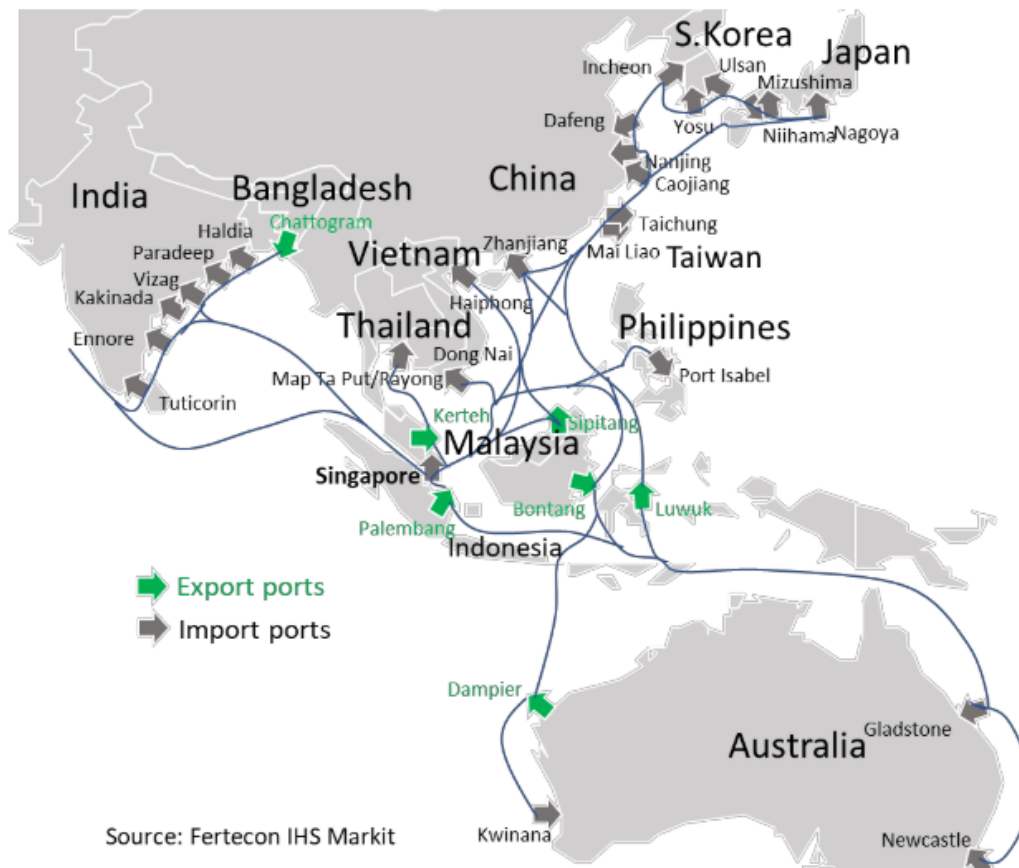 S.Korea
Japan
Incheon
Ulsan
Mizushima
Dafeng
Yosu
Niihama
Nagoya
Nanjing
Caojiang
China
India
Bangladesh
Chattogram
Haldia
Paradeep
Vizag
Kakinada
Ennore
Tuticorin
Taichung
Mai Liao
Taiwan
Zhanjiang
Vietnam
Haiphong
Thailand
Dong Nai
Map Ta Put/Rayong
Philippines
Port Isabel
Kerteh
Malaysia
Sipitang
Singapore
Palembang
Bontang
Luwuk
Indonesia
Export ports
Import ports
Dampier
Australia
Gladstone
Kwinana
Newcastle
Source: Fertecon IHS Markit